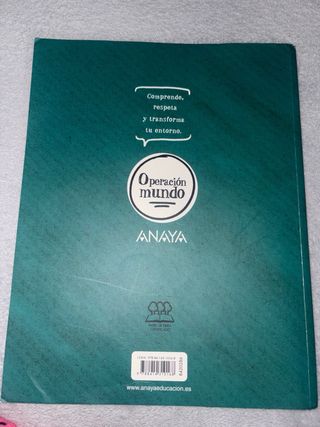 Comprende,
respeta
y transforma
tu entorno.
Operación
mundo
ANAYA
www.anayaeducacion.es